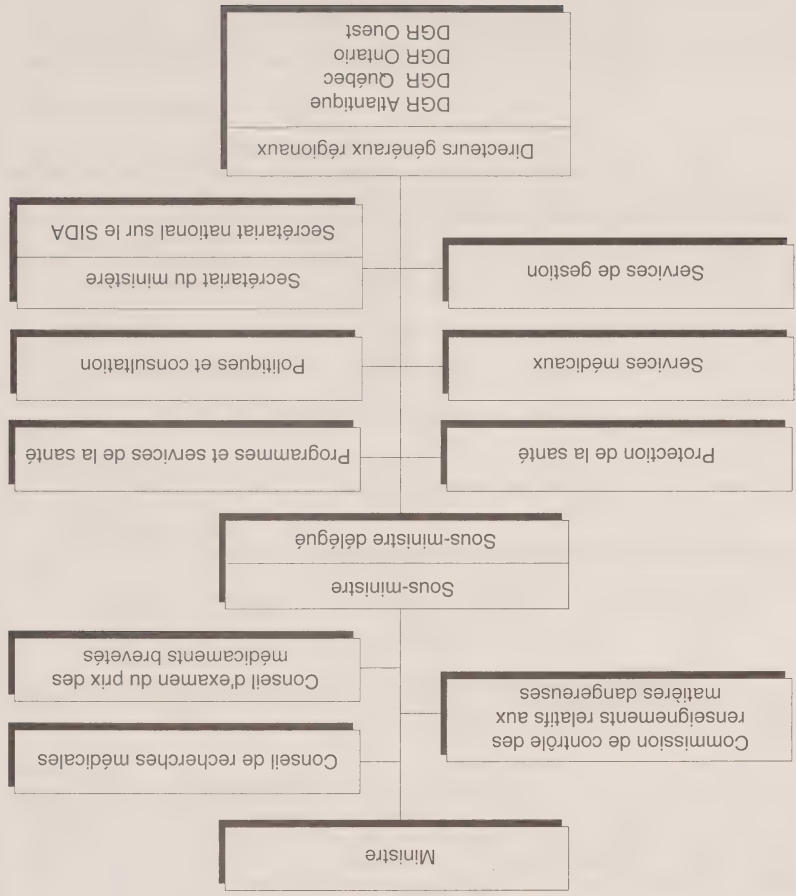 Ministre
Commission de contrôle des
renseignements relatifs aux
matières dangereuses
Conseil de recherches médicales
Conseil d'examen du prix des
médicaments brevetés
Sous-ministre
Sous-ministre délégué
Protection de la santé
Programmes et services de la santé
Services médicaux
Politiques et consultation
Services de gestion
Secrétariat du ministère
Secrétariat national sur le SIDA
Directeurs généraux régionaux
DGR Atlantique
DGR Québec
DGR Ontario
DGR Ouest